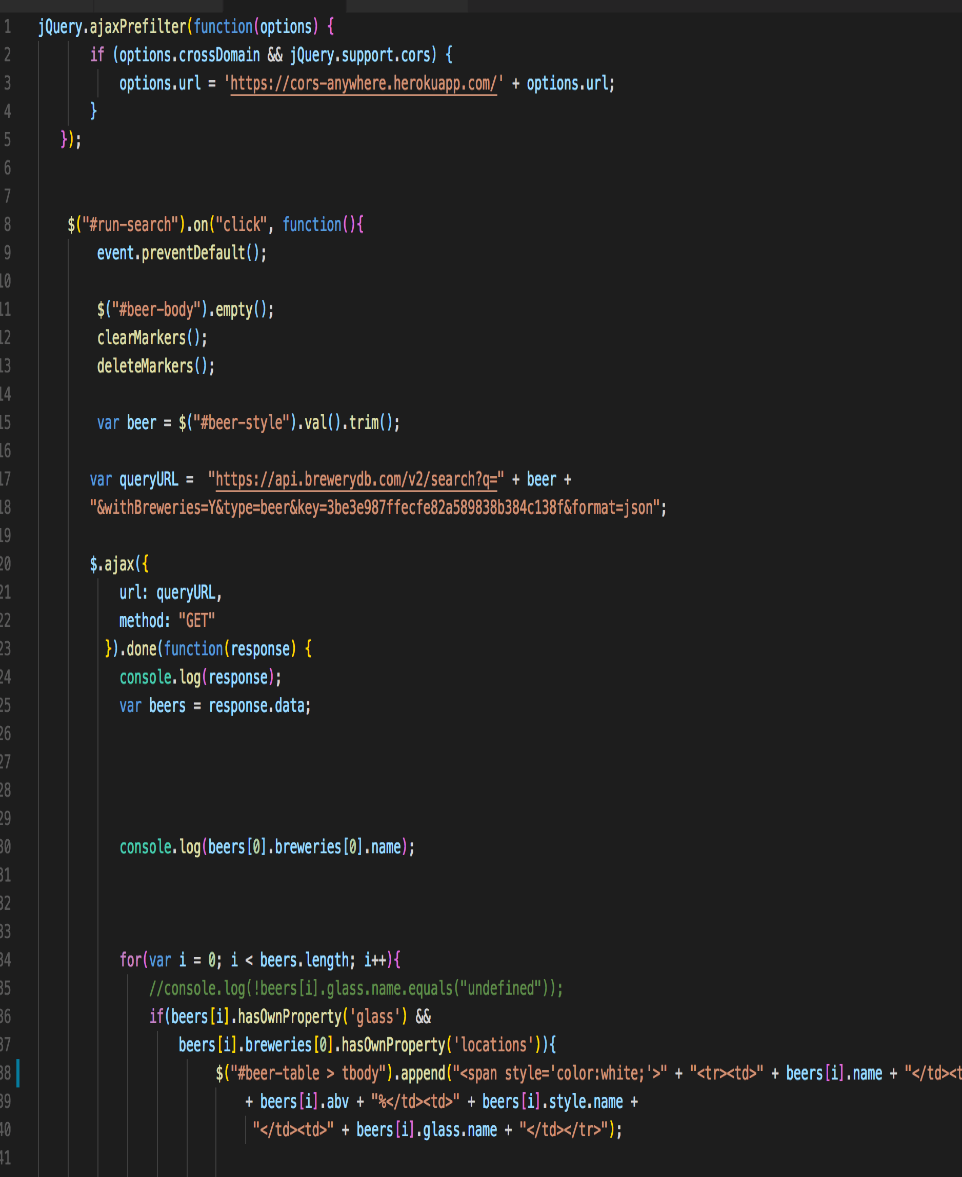 1 jQuery.ajaxPrefilter(function(options) {
2 if (options.crossDomain && jQuery.support.cors) {
3 options.url = 'https://cors-anywhere.herokuapp.com/' + options.url;
4 }
5 });
6
7
8 $("#run-search").on("click", function(){
9 event.preventDefault();
10
11 $("#beer-body").empty();
12 clearMarkers();
13 deleteMarkers();
14
15 var beer = $("#beer-style").val().trim();
16
17 var queryURL = "https://api.brewerydb.com/v2/search?q=" + beer +
18 "&withBreweries=Y&type=beer&key=3be3e987ffecfe82a589838b384c138f&format=json";
19
20 $.ajax({
21 url: queryURL,
22 method: "GET"
23 }).done(function(response) {
24 console.log(response);
25 var beers = response.data;
26
27
28
29
30 console.log(beers[0].breweries[0].name);
31
32
33
34 for(var i = 0; i < beers.length; i++){
35 //console.log(!beers[i].glass.name.equals("undefined"));
36 if(beers[i].hasOwnProperty('glass') &&
37 beers[i].breweries[0].hasOwnProperty('locations')){
38 $("#beer-table > tbody").append("<span style='color:white;'>" + "<tr><td>" + beers[i].name + "</td><t
39 + beers[i].abv + "%</td><td>" + beers[i].style.name +
40 "</td><td>" + beers[i].glass.name + "</td></tr>");
41